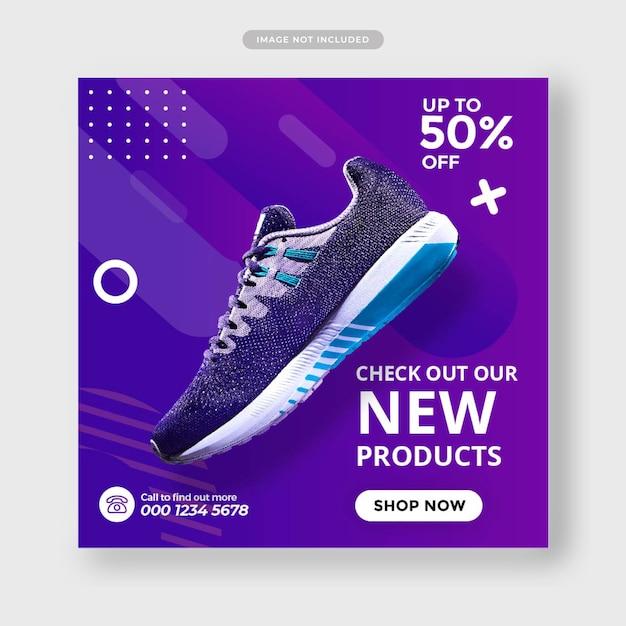 IMAGE NOT INCLUDED
UP TO
50%
OFF
CHECK OUT OUR
NEW
PRODUCTS
Call to find out more
000 1234 5678
SHOP NOW